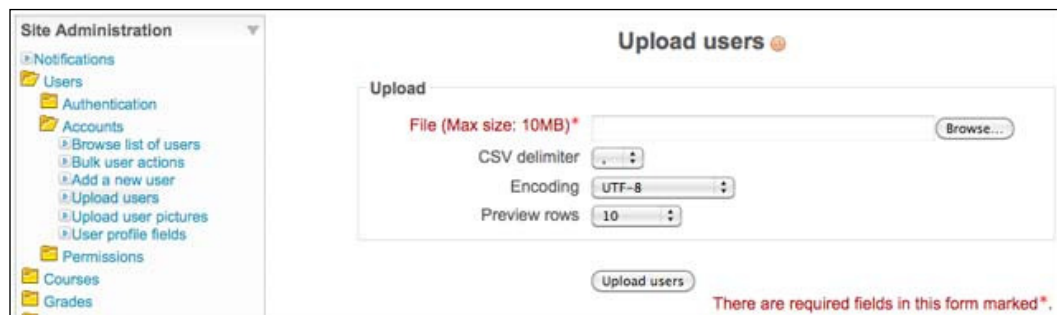 Site Administration
Notifications
Users
Authentication
Accounts
Browse list of users
Bulk user actions
Add a new user
Upload users
Upload user pictures
User profile fields
Permissions
Courses
Grades
Upload users
Upload
File (Max size: 10MB)* Browse...
CSV delimiter ,
Encoding UTF-8
Preview rows 10
Upload users
There are required fields in this form marked*.